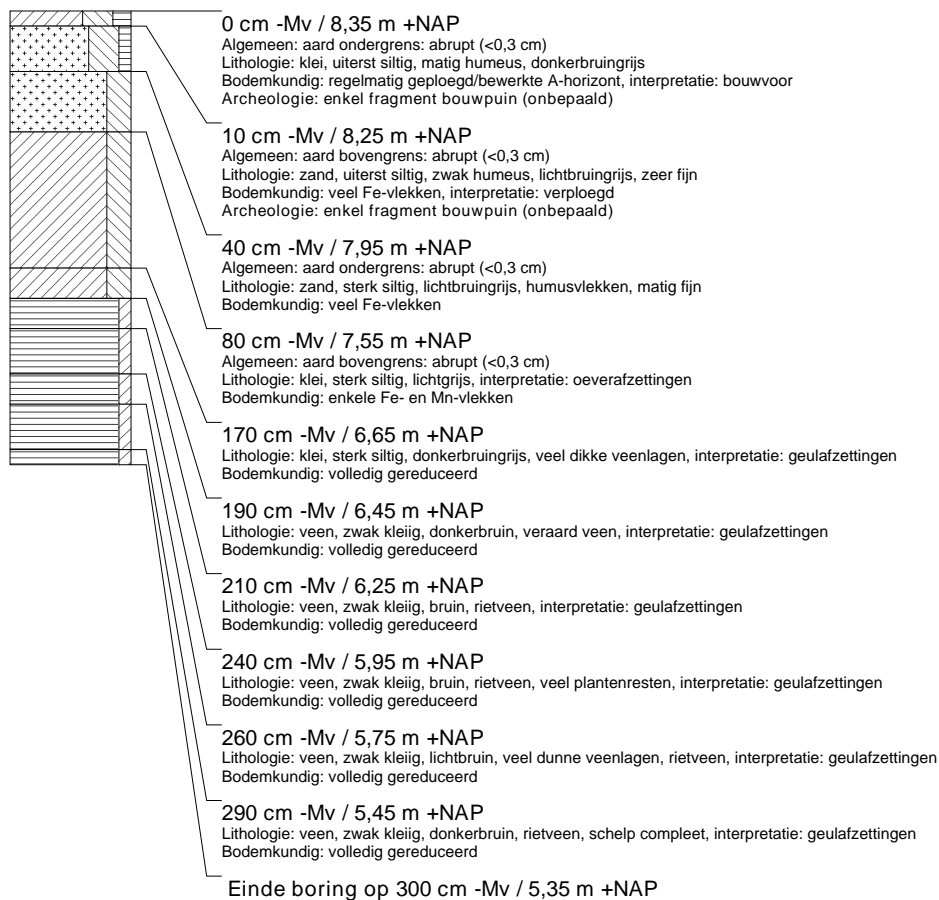 0 cm -Mv / 8,35 m +NAP
Algemeen: aard ondergrens: abrupt (<0,3 cm)
Lithologie: klei, uiterst siltig, matig humeus, donkerbruingrijs
Bodemkundig: regelmatig geploegd/bewerkte A-horizont, interpretatie: bouwvoor
Archeologie: enkel fragment bouwpuin (onbepaald)
10 cm -Mv / 8,25 m +NAP
Algemeen: aard bovengrens: abrupt (<0,3 cm)
Lithologie: zand, uiterst siltig, zwak humeus, lichtbruingrijs, zeer fijn
Bodemkundig: veel Fe-vlekken, interpretatie: verploegd
Archeologie: enkel fragment bouwpuin (onbepaald)
40 cm -Mv / 7,95 m +NAP
Algemeen: aard ondergrens: abrupt (<0,3 cm)
Lithologie: zand, sterk siltig, lichtbruingrijs, humusvlekken, matig fijn
Bodemkundig: veel Fe-vlekken
80 cm -Mv / 7,55 m +NAP
Algemeen: aard bovengrens: abrupt (<0,3 cm)
Lithologie: klei, sterk siltig, lichtgrijs, interpretatie: oeverafzettingen
Bodemkundig: enkele Fe- en Mn-vlekken
170 cm -Mv / 6,65 m +NAP
Lithologie: klei, sterk siltig, donkerbruingrijs, veel dikke veenlagen, interpretatie: geulafzettingen
Bodemkundig: volledig gereduceerd
190 cm -Mv / 6,45 m +NAP
Lithologie: veen, zwak kleiig, donkerbruin, veraard veen, interpretatie: geulafzettingen
Bodemkundig: volledig gereduceerd
210 cm -Mv / 6,25 m +NAP
Lithologie: veen, zwak kleiig, bruin, rietveen, interpretatie: geulafzettingen
Bodemkundig: volledig gereduceerd
240 cm -Mv / 5,95 m +NAP
Lithologie: veen, zwak kleiig, bruin, rietveen, veel plantenresten, interpretatie: geulafzettingen
Bodemkundig: volledig gereduceerd
260 cm -Mv / 5,75 m +NAP
Lithologie: veen, zwak kleiig, lichtbruin, veel dunne veenlagen, rietveen, interpretatie: geulafzettingen
Bodemkundig: volledig gereduceerd
290 cm -Mv / 5,45 m +NAP
Lithologie: veen, zwak kleiig, donkerbruin, rietveen, schelp compleet, interpretatie: geulafzettingen
Bodemkundig: volledig gereduceerd
Einde boring op 300 cm -Mv / 5,35 m +NAP